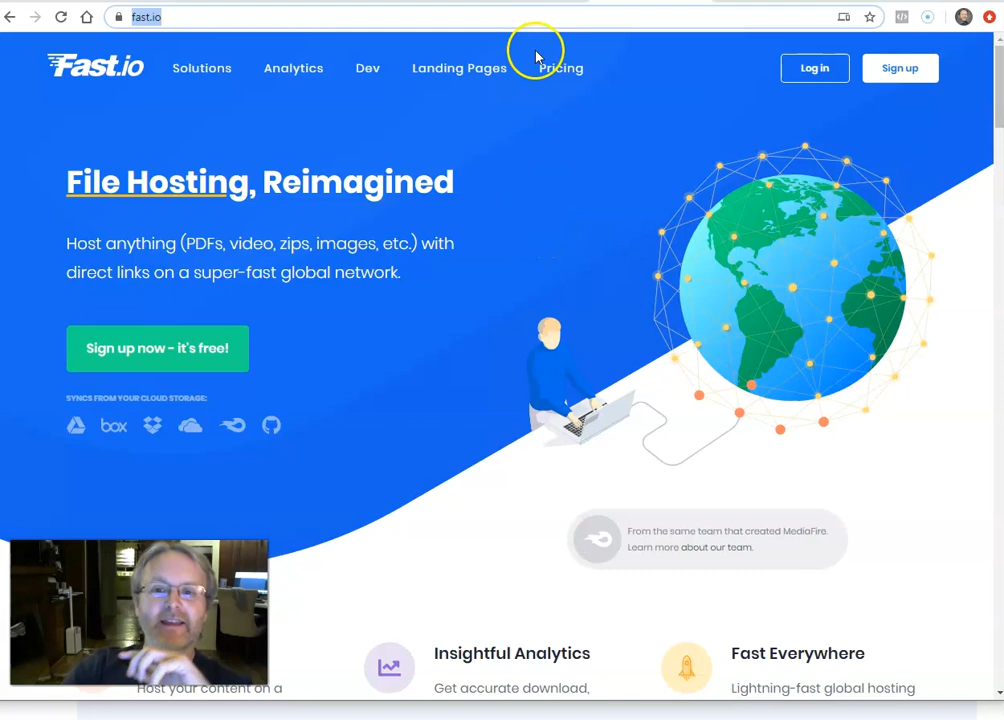 fast.io
Fast.io
Solutions
Analytics
Dev
Landing Pages
Pricing
Log in
Sign up
File Hosting, Reimagined
Host anything (PDFs, video, zips, images, etc.) with
direct links on a super-fast global network.
Sign up now - it's free!
SYNCS FROM YOUR CLOUD STORAGE:
box
From the same team that created MediaFire.
Learn more about our team.
Insightful Analytics
Fast Everywhere
Host your content on a
Get accurate download,
Lightning-fast global hosting